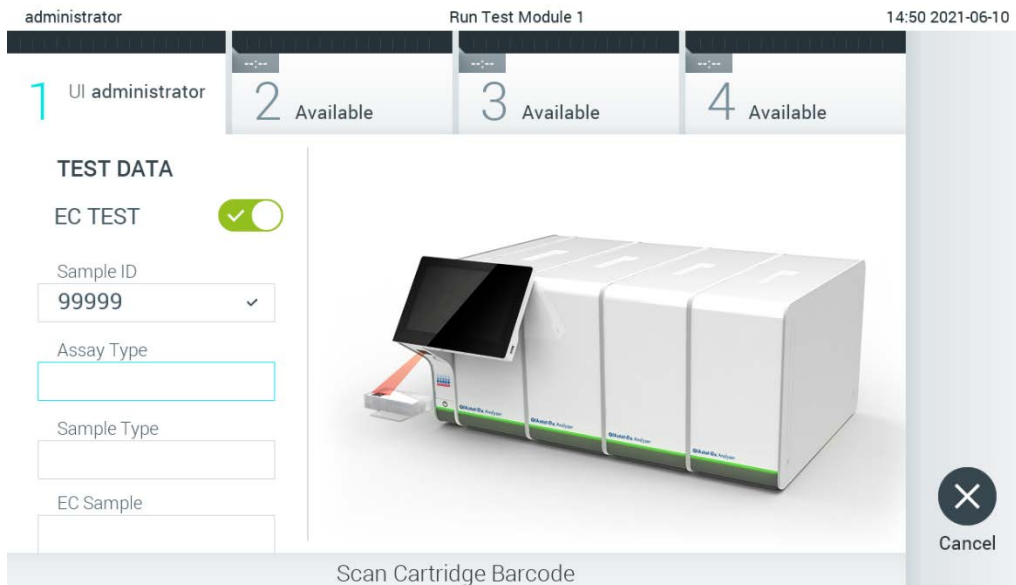 administrator Run Test Module 1 14:50 2021-06-10
--:-- --:-- --:--
1 UI administrator 2 Available 3 Available 4 Available
TEST DATA
EC TEST
Sample ID
99999
Assay Type
Sample Type
EC Sample
Cancel
Scan Cartridge Barcode